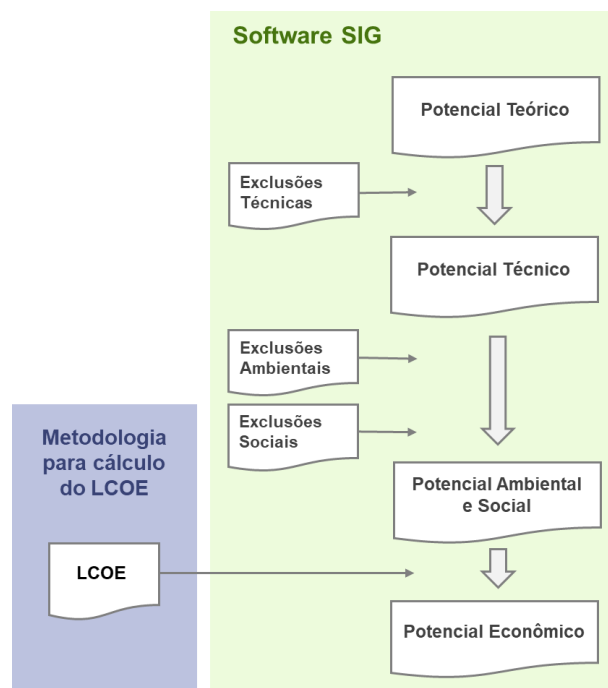 Software SIG
Potencial Teórico
Exclusões
Técnicas
Potencial Técnico
Exclusões
Ambientais
Exclusões
Sociais
Metodologia
para cálculo
do LCOE
Potencial Ambiental
e Social
LCOE
Potencial Econômico